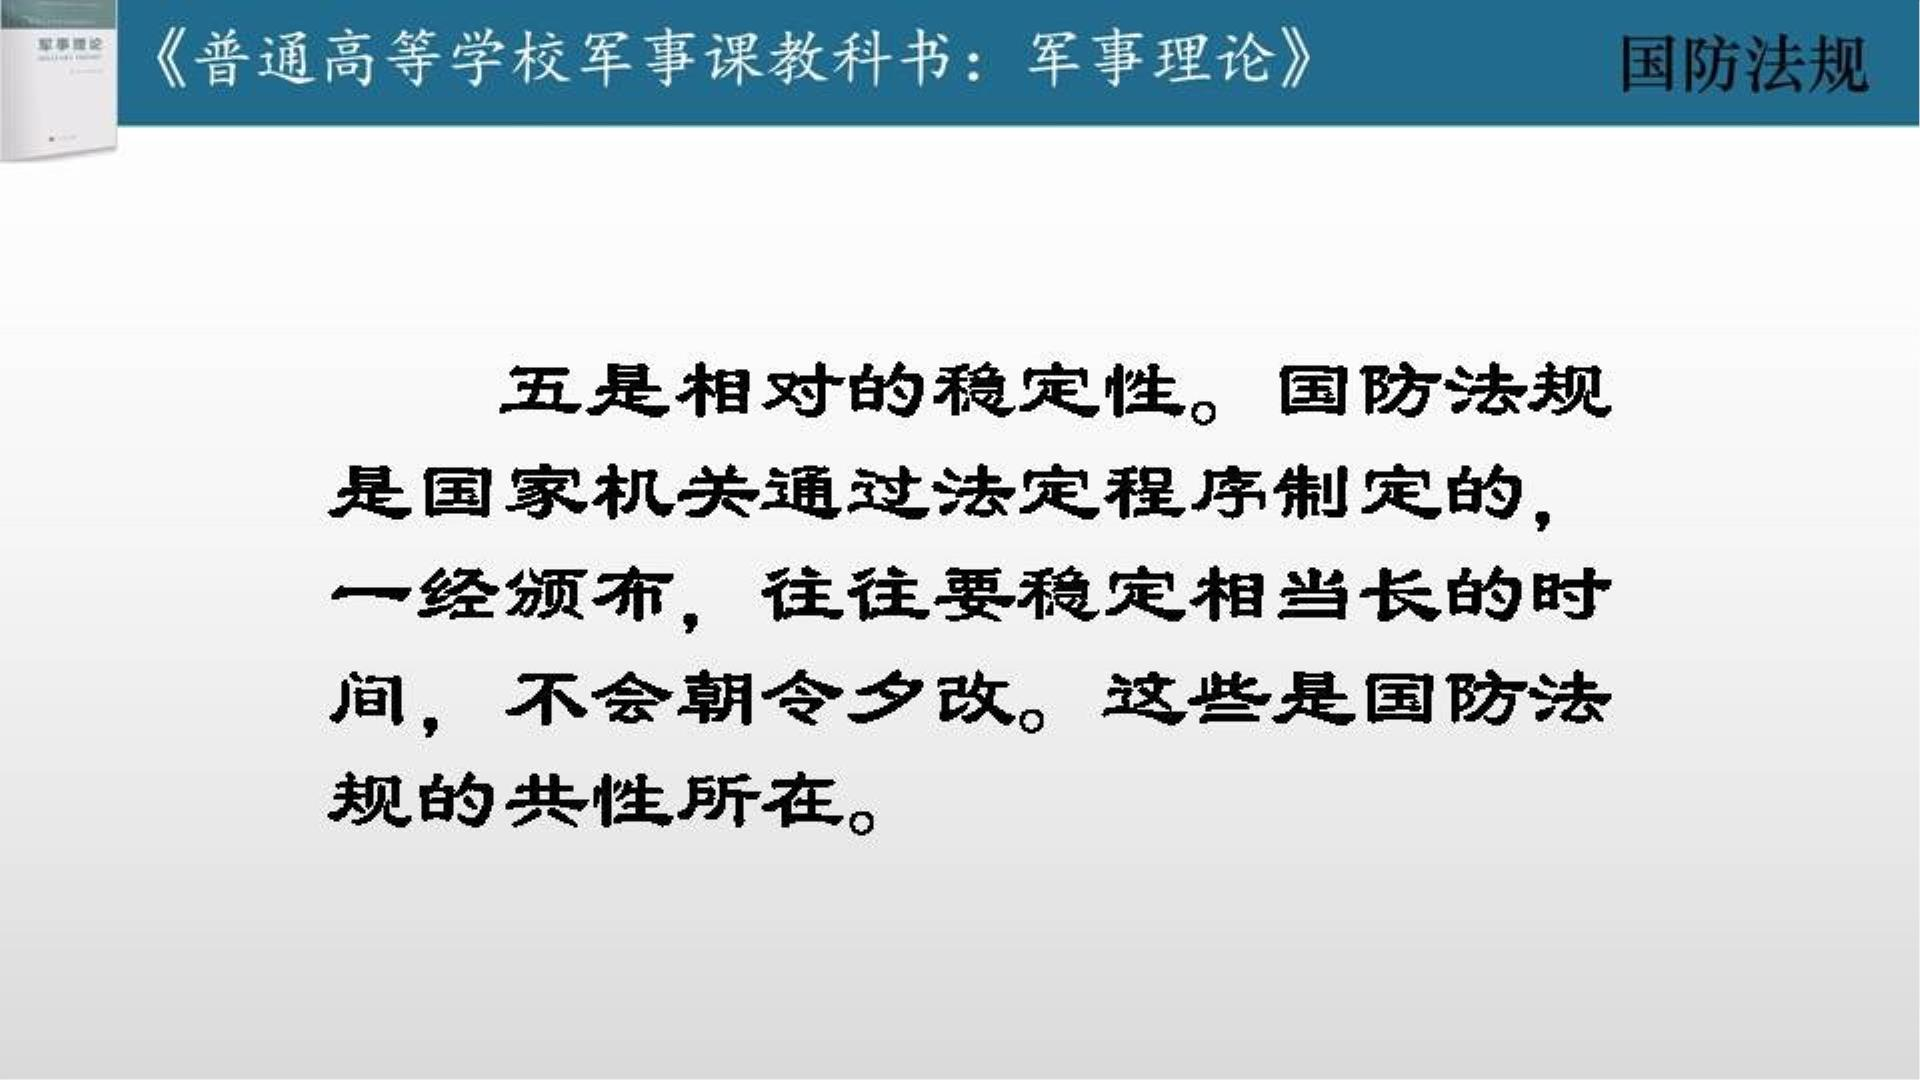 军事理论
《普通高等学校军事课教科书：军事理论》
国防法规
五是相对的稳定性。国防法规
是国家机关通过法定程序制定的，
一经颁布，往往要稳定相当长的时
间，不会朝令夕改。这些是国防法
规的共性所在。